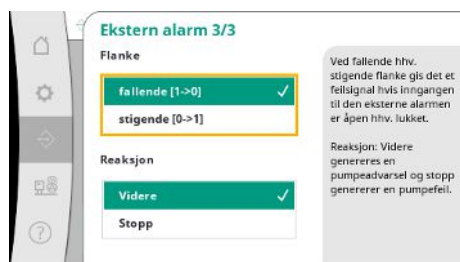 Ekstern alarm 3/3
Flanke
fallende [1->0]
stigende [0->1]
Reaksjon
Videre
Stopp
Ved fallende hhv.
stigende flanke gis det et
feilsignal hvis inngangen
til den eksterne alarmen
er åpen hhv. lukket.
Reaksjon: Videre
genereres en
pumpeadvarsel og stopp
genererer en pumpefeil.